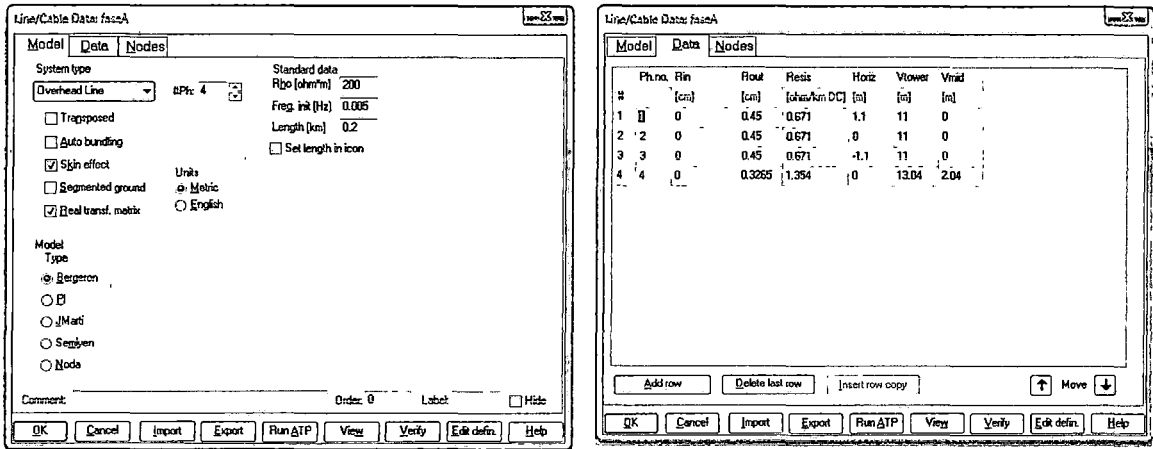 Line/Cable Data: faseA
Model Data Nodes
System type
Overhead Line
#Ph: 4
Transposed
Auto bundling
Skin effect
Segmented ground
Real transf. matrix
Units
Metric
English
Standard data
Rho [ohm*m] 200
Freq. init [Hz] 0.005
Length [km] 0.2
Set length in icon
Model
Type
Bergeron
PI
JMarti
Semlyen
Noda
Comment: Order: 0 Label: Hide
OK Cancel Import Export Run ATP View Verify Edit defin. Help
Line/Cable Data: faseA
Model Data Nodes
Ph.no. Rin Rout Resis Horiz Vtower Vmid
# [cm] [cm] [ohm/km DC] [m] [m] [m]
1 1 0 0.45 0.671 1.1 11 0
2 2 0 0.45 0.671 0 11 0
3 3 0 0.45 0.671 -1.1 11 0
4 4 0 0.3265 1.354 0 13.04 2.04
Add row Delete last row Insert row copy Move
OK Cancel Import Export Run ATP View Verify Edit defin. Help